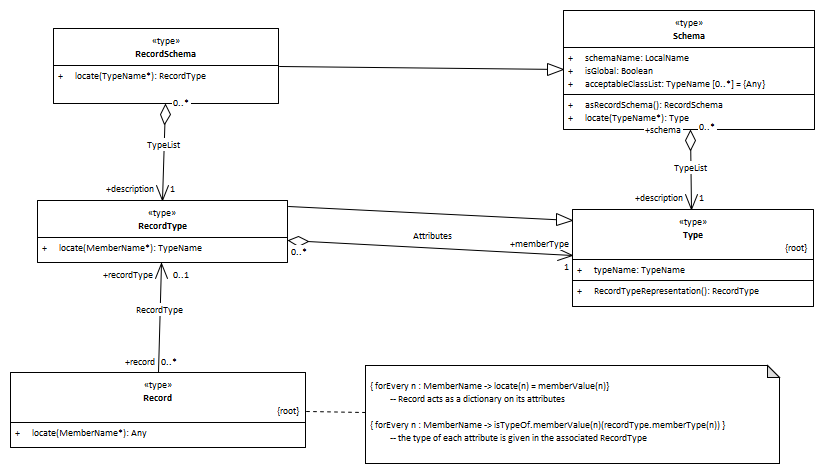 «type»
RecordSchema
+ locate(TypeName*): RecordType
«type»
Schema
+ schemaName: LocalName
+ isGlobal: Boolean
+ acceptableClassList: TypeName [0..*] = {Any}
+ asRecordSchema(): RecordSchema
+ locate(TypeName*): Type
0..*
TypeList
+description 1
+schema 0..*
TypeList
+description 1
«type»
RecordType
+ locate(MemberName*): TypeName
0..*
Attributes
+memberType
1
«type»
Type
{root}
+ typeName: TypeName
+ RecordTypeRepresentation(): RecordType
+recordType 0..1
RecordType
+record 0..*
«type»
Record
{root}
+ locate(MemberName*): Any
{ forEvery n : MemberName -> locate(n) = memberValue(n)}
-- Record acts as a dictionary on its attributes
{ forEvery n : MemberName -> isTypeOf.memberValue(n)(recordType.memberType(n)) }
-- the type of each attribute is given in the associated RecordType